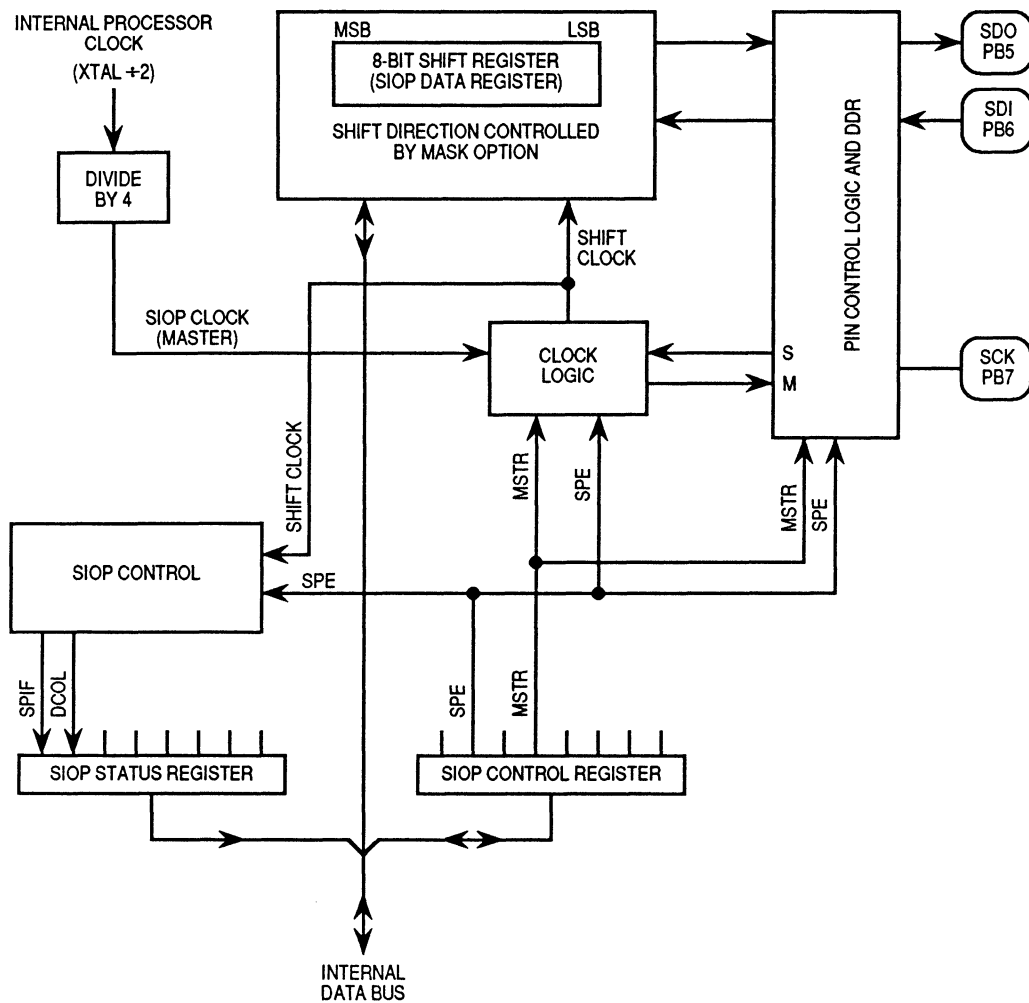 INTERNAL PROCESSOR
CLOCK
(XTAL ÷2)
DIVIDE
BY 4
MSB
LSB
8-BIT SHIFT REGISTER
(SIOP DATA REGISTER)
SHIFT DIRECTION CONTROLLED
BY MASK OPTION
PIN CONTROL LOGIC AND DDR
SDO
PB5
SDI
PB6
SCK
PB7
SHIFT
CLOCK
SIOP CLOCK
(MASTER)
CLOCK
LOGIC
S
M
SHIFT CLOCK
MSTR
SPE
MSTR
SPE
SIOP CONTROL
SPE
SPIF
DCOL
SPE
MSTR
SIOP STATUS REGISTER
SIOP CONTROL REGISTER
INTERNAL
DATA BUS